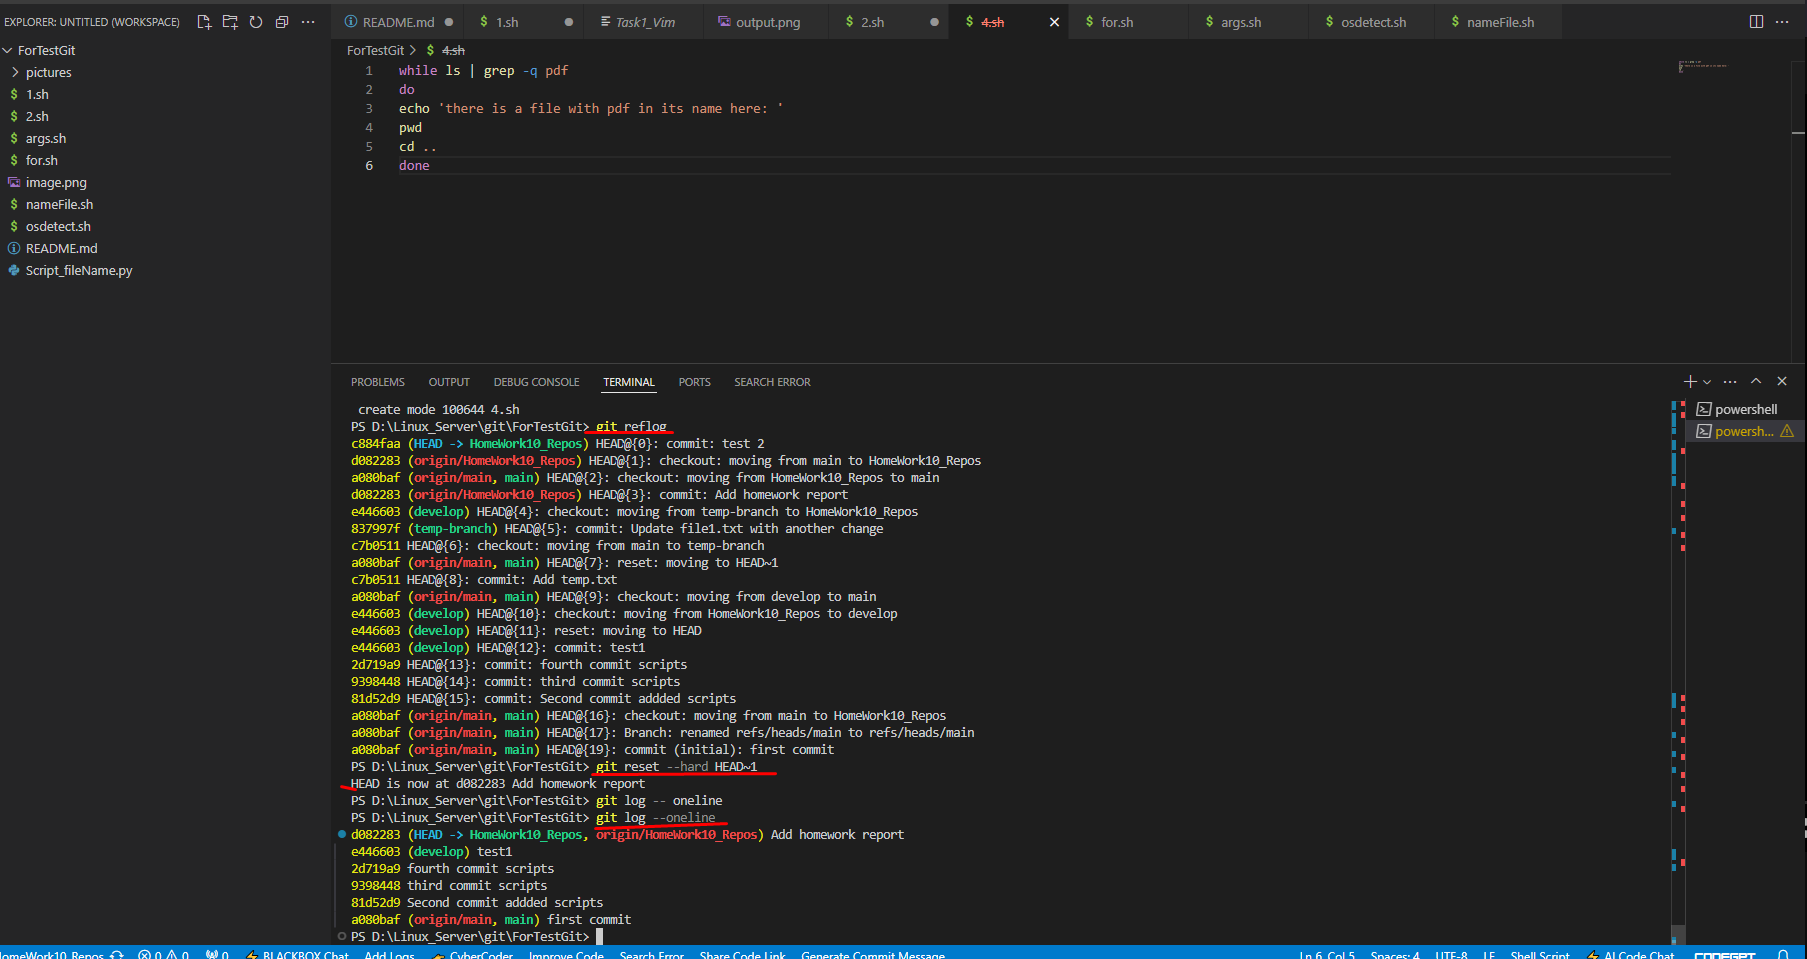 EXPLORER: UNTITLED (WORKSPACE)
ForTestGit
pictures
1.sh
2.sh
args.sh
for.sh
image.png
nameFile.sh
osdetect.sh
README.md
Script_fileName.py
README.md
1.sh
Task1_Vim
output.png
2.sh
4.sh
for.sh
args.sh
osdetect.sh
nameFile.sh
ForTestGit > $ 4.sh
1 while ls | grep -q pdf
2 do
3 echo 'there is a file with pdf in its name here: '
4 pwd
5 cd ..
6 done
PROBLEMS OUTPUT DEBUG CONSOLE TERMINAL PORTS SEARCH ERROR
create mode 100644 4.sh
PS D:\Linux_Server\git\ForTestGit> git reflog
c884faa (HEAD -> HomeWork10_Repos) HEAD@{0}: commit: test 2
d082283 (origin/HomeWork10_Repos) HEAD@{1}: checkout: moving from main to HomeWork10_Repos
a080baf (origin/main, main) HEAD@{2}: checkout: moving from HomeWork10_Repos to main
d082283 (origin/HomeWork10_Repos) HEAD@{3}: commit: Add homework report
e446603 (develop) HEAD@{4}: checkout: moving from temp-branch to HomeWork10_Repos
837997f (temp-branch) HEAD@{5}: commit: Update file1.txt with another change
c7b0511 HEAD@{6}: checkout: moving from main to temp-branch
a080baf (origin/main, main) HEAD@{7}: reset: moving to HEAD~1
c7b0511 HEAD@{8}: commit: Add temp.txt
a080baf (origin/main, main) HEAD@{9}: checkout: moving from develop to main
e446603 (develop) HEAD@{10}: checkout: moving from HomeWork10_Repos to develop
e446603 (develop) HEAD@{11}: reset: moving to HEAD
e446603 (develop) HEAD@{12}: commit: test1
2d719a9 HEAD@{13}: commit: fourth commit scripts
9398448 HEAD@{14}: commit: third commit scripts
81d52d9 HEAD@{15}: commit: Second commit addded scripts
a080baf (origin/main, main) HEAD@{16}: checkout: moving from main to HomeWork10_Repos
a080baf (origin/main, main) HEAD@{17}: Branch: renamed refs/heads/main to refs/heads/main
a080baf (origin/main, main) HEAD@{19}: commit (initial): first commit
PS D:\Linux_Server\git\ForTestGit> git reset --hard HEAD~1
HEAD is now at d082283 Add homework report
PS D:\Linux_Server\git\ForTestGit> git log -- oneline
PS D:\Linux_Server\git\ForTestGit> git log --oneline
d082283 (HEAD -> HomeWork10_Repos, origin/HomeWork10_Repos) Add homework report
e446603 (develop) test1
2d719a9 fourth commit scripts
9398448 third commit scripts
81d52d9 Second commit addded scripts
a080baf (origin/main, main) first commit
PS D:\Linux_Server\git\ForTestGit>
powershell
powersh...
omeWork10_Repos 0 0 0 BLACKBOX Chat Add Logs CyberCoder Improve Code Search Error Share Code Link Generate Commit Message Ln 6, Col 5 Spaces: 4 UTF-8 LF Shell Script AI Code Chat CODEGPT